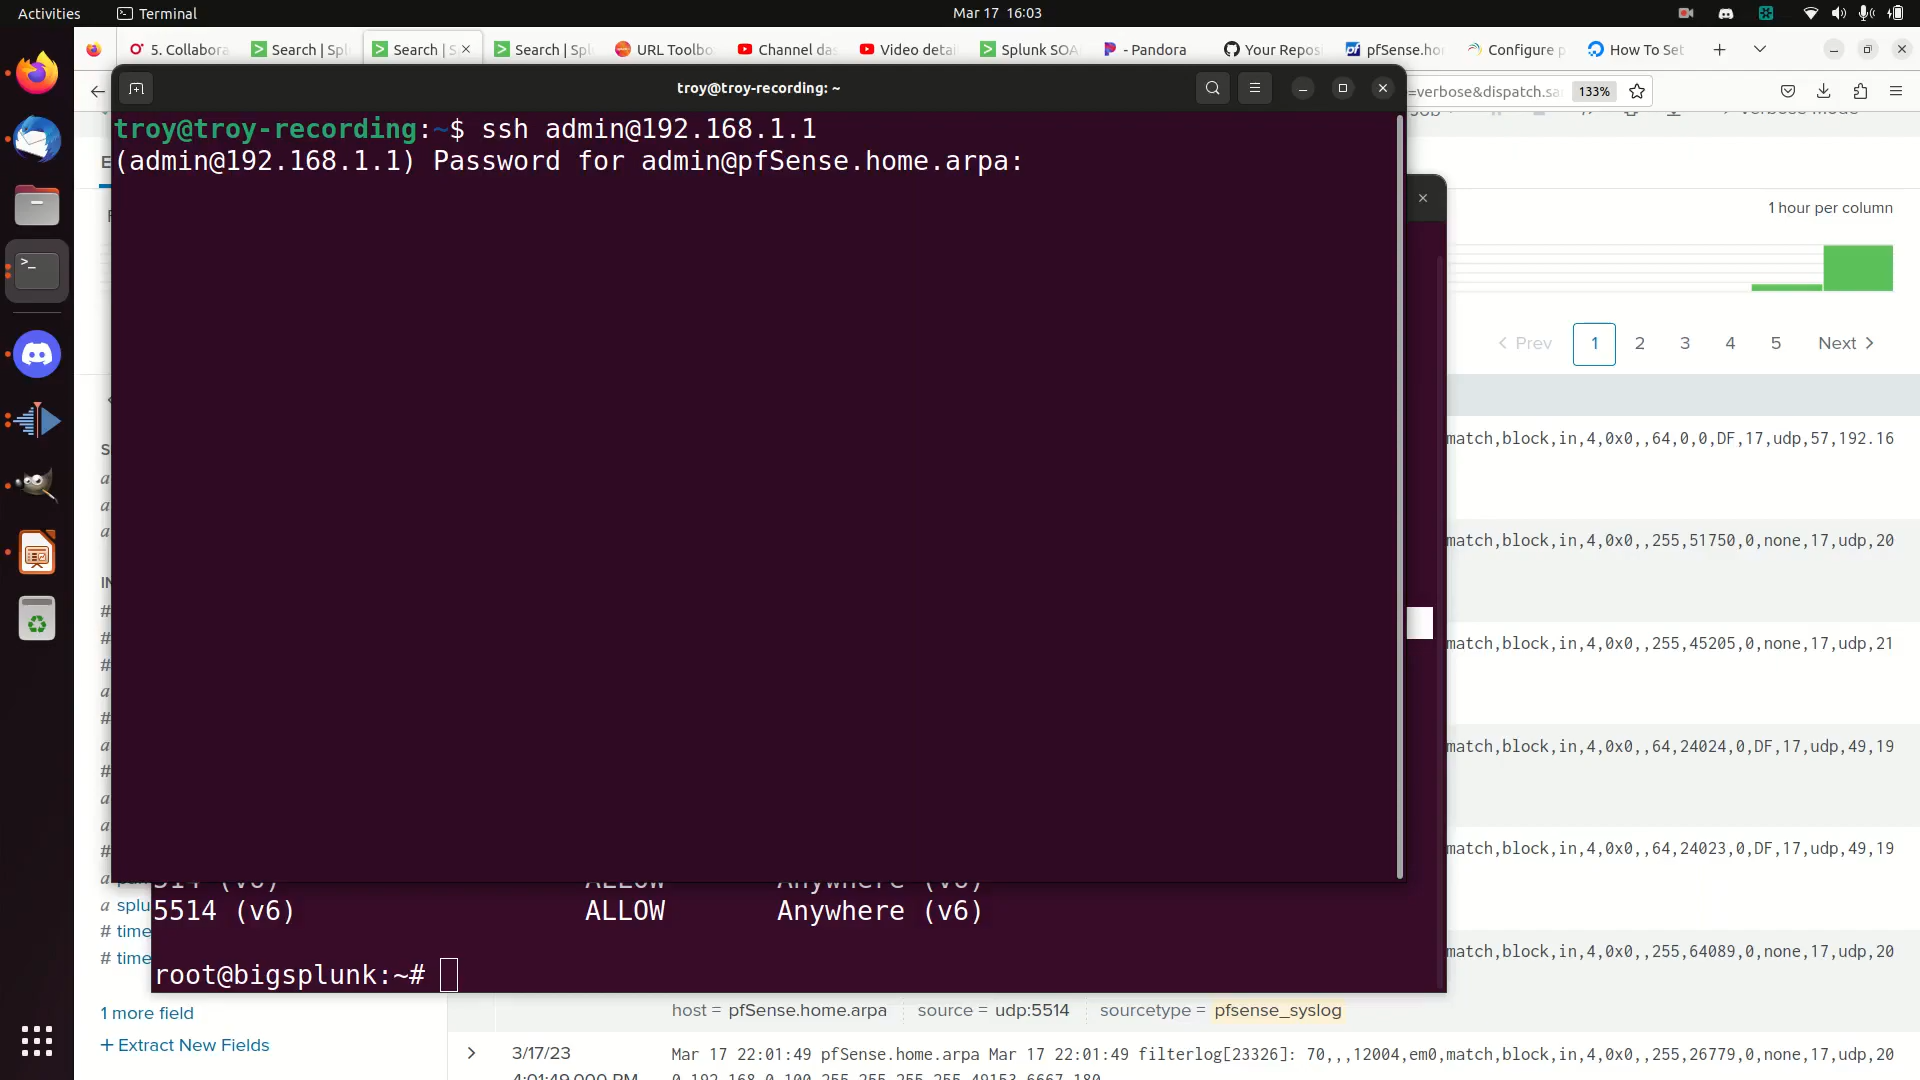 Activities
Terminal
Mar 17 16:03
5. Collabora
Search | Spl
Search | S
Search | Spl
URL Toolbo
Channel da
Video detai
Splunk SOA
- Pandora
Your Repos
pfSense.ho
Configure p
How To Set
troy@troy-recording: ~
=verbose&dispatch.sa
133%
troy@troy-recording:~$ ssh admin@192.168.1.1
(admin@192.168.1.1) Password for admin@pfSense.home.arpa:
1 hour per column
Prev 1 2 3 4 5 Next
match,block,in,4,0x0,,64,0,0,DF,17,udp,57,192.16
match,block,in,4,0x0,,255,51750,0,none,17,udp,20
match,block,in,4,0x0,,255,45205,0,none,17,udp,21
match,block,in,4,0x0,,64,24024,0,DF,17,udp,49,19
match,block,in,4,0x0,,64,24023,0,DF,17,udp,49,19
match,block,in,4,0x0,,255,64089,0,none,17,udp,20
a splu
# time
# time
ALLOW Anywhere (v6)
5514 (v6) ALLOW Anywhere (v6)
root@bigsplunk:~#
1 more field
+ Extract New Fields
host = pfSense.home.arpa source = udp:5514 sourcetype = pfsense_syslog
3/17/23 Mar 17 22:01:49 pfSense.home.arpa Mar 17 22:01:49 filterlog[23326]: 70,,,12004,em0,match,block,in,4,0x0,,255,26779,0,none,17,udp,20